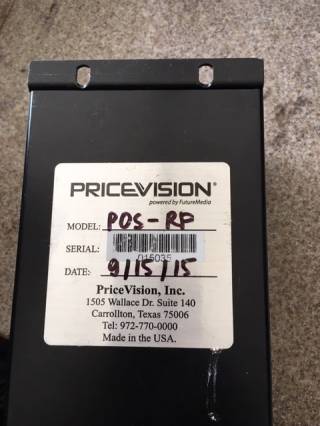 PRICEVISION®
powered by FutureMedia
MODEL: POS-RF
SERIAL: 015035
DATE: 9/15/15
PriceVision, Inc.
1505 Wallace Dr. Suite 140
Carrollton, Texas 75006
Tel: 972-770-0000
Made in the USA.